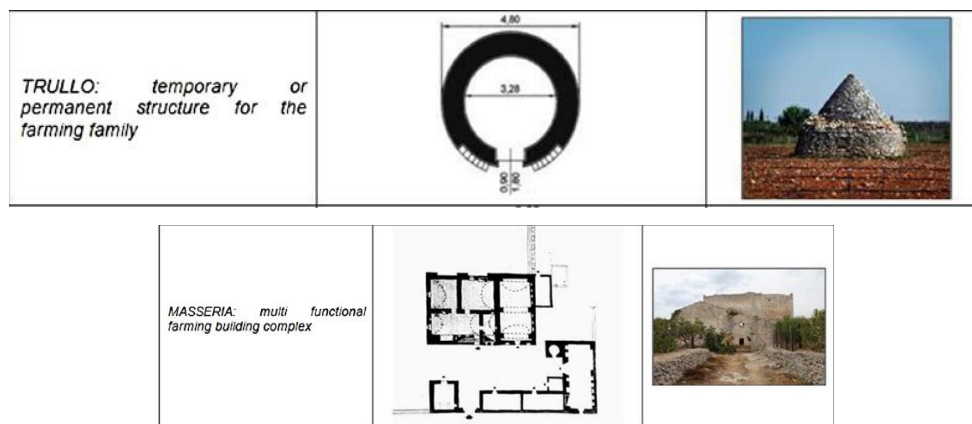 TRULLO: temporary or
permanent structure for the
farming family
4,80
3,28
0,90
1,80
MASSERIA: multi functional
farming building complex